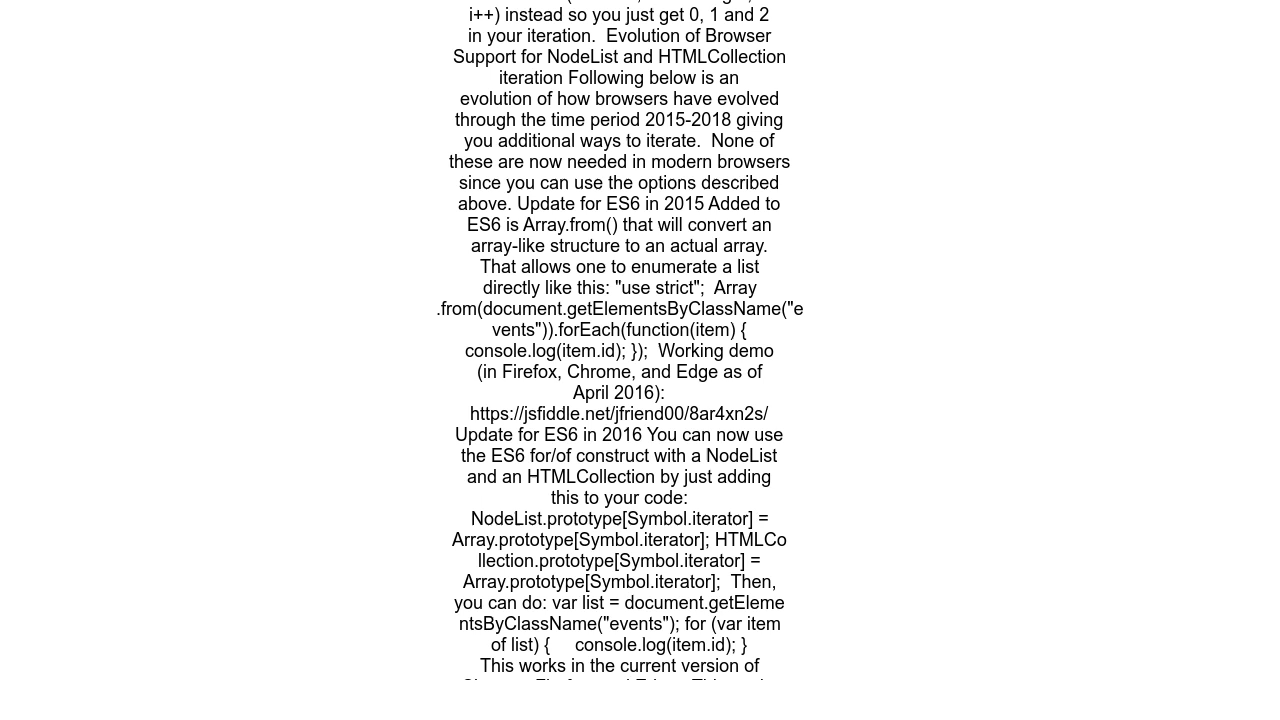 i++) instead so you just get 0, 1 and 2
in your iteration.  Evolution of Browser
Support for NodeList and HTMLCollection
iteration Following below is an
evolution of how browsers have evolved
through the time period 2015-2018 giving
you additional ways to iterate.  None of
these are now needed in modern browsers
since you can use the options described
above. Update for ES6 in 2015 Added to
ES6 is Array.from() that will convert an
array-like structure to an actual array.
That allows one to enumerate a list
directly like this: "use strict";  Array
.from(document.getElementsByClassName("e
vents")).forEach(function(item) {
console.log(item.id); });  Working demo
(in Firefox, Chrome, and Edge as of
April 2016):
https://jsfiddle.net/jfriend00/8ar4xn2s/
Update for ES6 in 2016 You can now use
the ES6 for/of construct with a NodeList
and an HTMLCollection by just adding
this to your code:
NodeList.prototype[Symbol.iterator] =
Array.prototype[Symbol.iterator]; HTMLCo
llection.prototype[Symbol.iterator] =
Array.prototype[Symbol.iterator];  Then,
you can do: var list = document.getEleme
ntsByClassName("events"); for (var item
of list) {     console.log(item.id); }
This works in the current version of